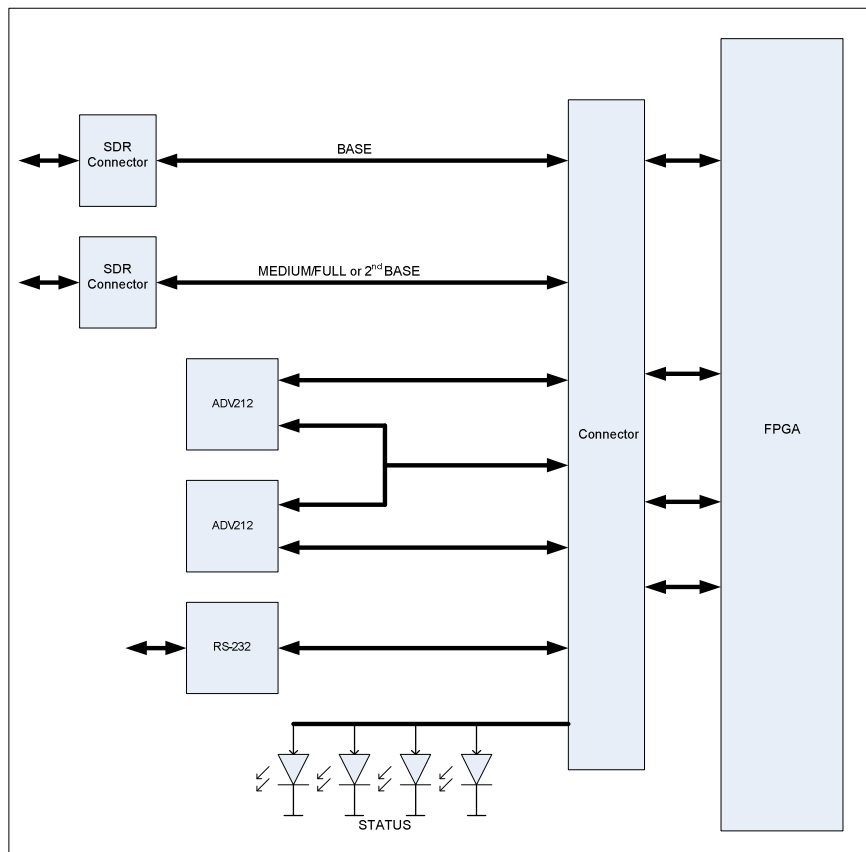 SDR
Connector
BASE
SDR
Connector
MEDIUM/FULL or 2nd BASE
ADV212
Connector
FPGA
ADV212
RS-232
STATUS